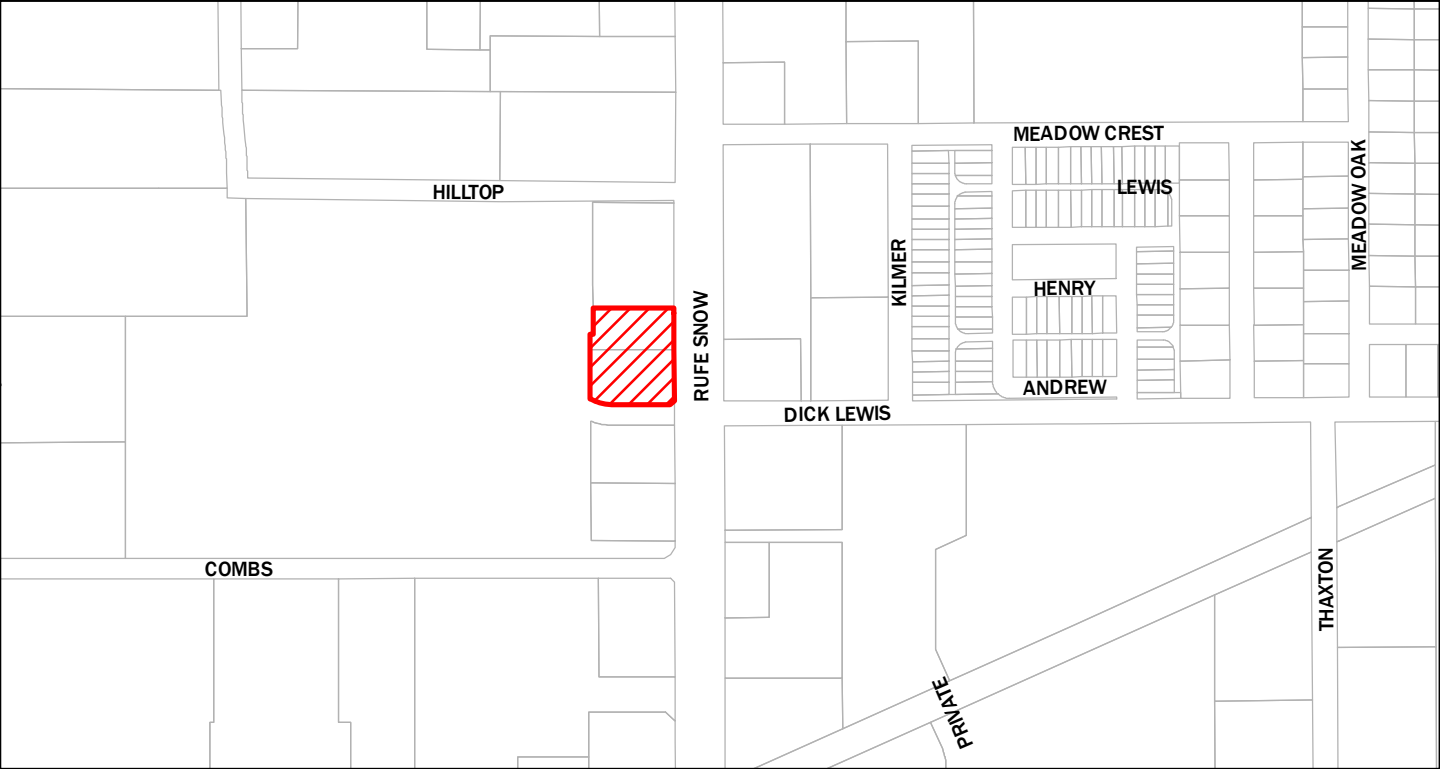 MEADOW CREST
HILLTOP
LEWIS
MEADOW OAK
KILMER
HENRY
RUFE SNOW
ANDREW
DICK LEWIS
COMBS
THAXTON
PRIVATE